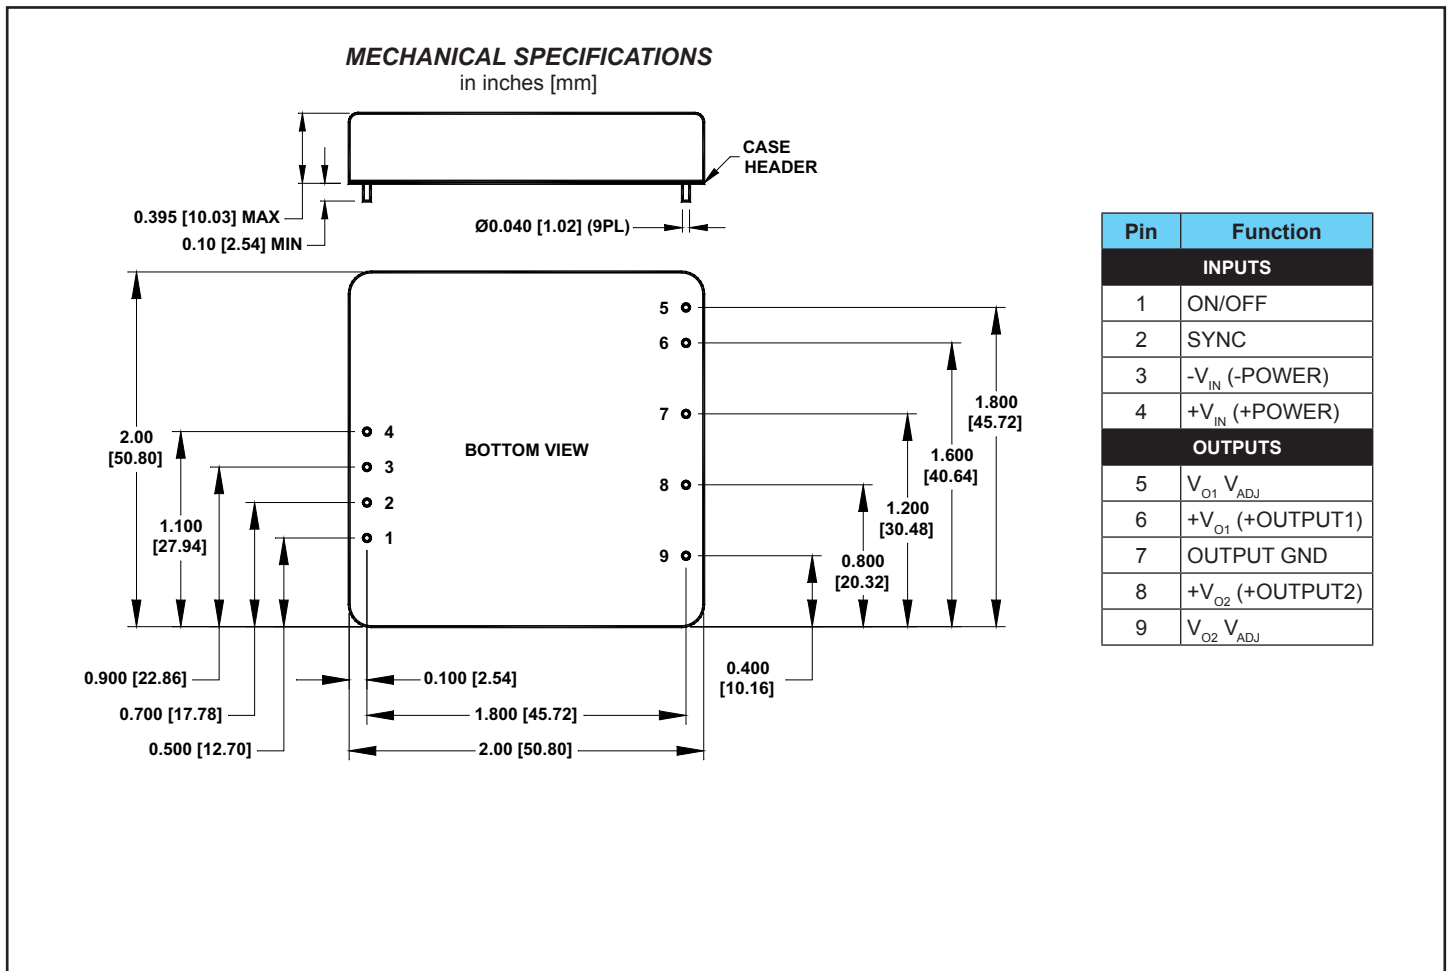 MECHANICAL SPECIFICATIONS
in inches [mm]
CASE
HEADER
0.395 [10.03] MAX
0.10 [2.54] MIN
Ø0.040 [1.02] (9PL)
5
6
7
8
9
4
3
2
1
BOTTOM VIEW
2.00
[50.80]
1.100
[27.94]
1.800
[45.72]
1.600
[40.64]
1.200
[30.48]
0.800
[20.32]
0.400
[10.16]
0.900 [22.86]
0.700 [17.78]
0.500 [12.70]
0.100 [2.54]
1.800 [45.72]
2.00 [50.80]
Pin Function
INPUTS
1 ON/OFF
2 SYNC
3 -VIN (-POWER)
4 +VIN (+POWER)
OUTPUTS
5 VO1 VADJ
6 +VO1 (+OUTPUT1)
7 OUTPUT GND
8 +VO2 (+OUTPUT2)
9 VO2 VADJ